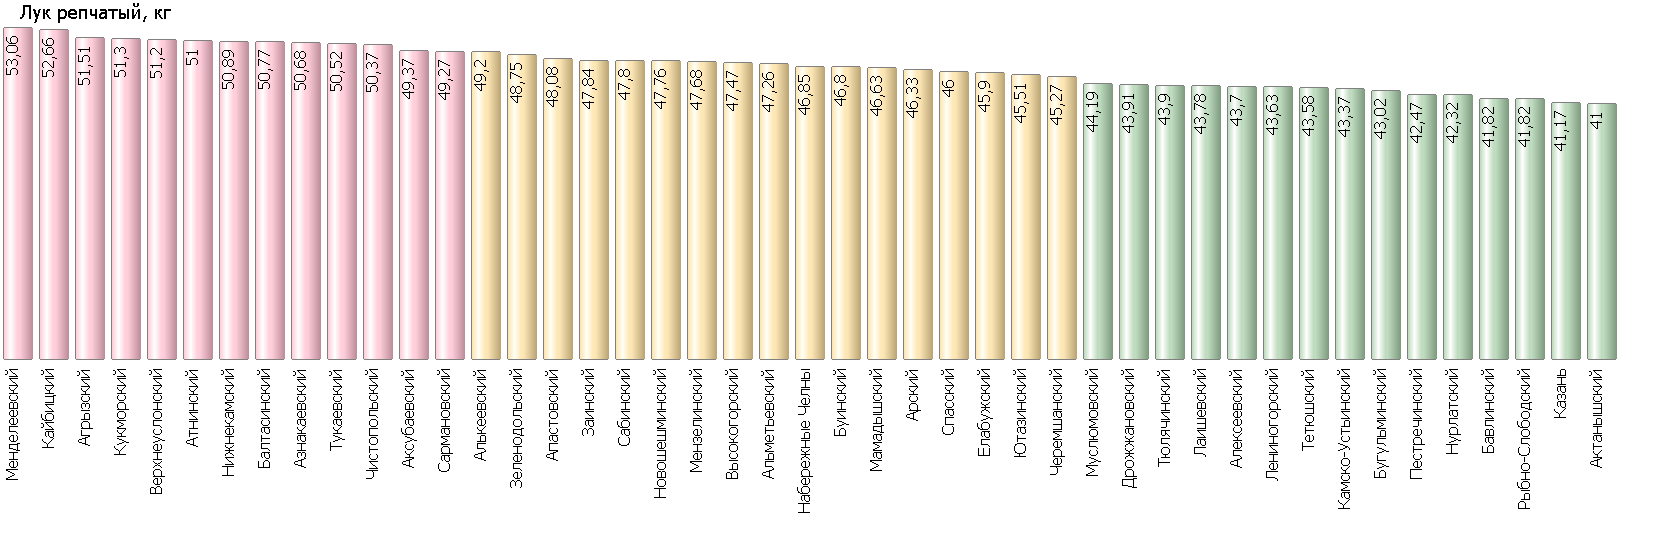 Лук репчатый, кг
53,06
52,66
51,51
51,3
51,2
51
50,89
50,77
50,68
50,52
50,37
49,37
49,27
49,2
48,75
48,08
47,84
47,8
47,76
47,68
47,47
47,26
46,85
46,8
46,63
46,33
46
45,9
45,51
45,27
44,19
43,91
43,9
43,78
43,7
43,63
43,58
43,37
43,02
42,47
42,32
41,82
41,82
41,17
41
Менделеевский
Кайбицкий
Агрызский
Кукморский
Верхнеуслонский
Атнинский
Нижнекамский
Балтасинский
Азнакаевский
Тукаевский
Чистопольский
Аксубаевский
Сармановский
Алькеевский
Зеленодольский
Апастовский
Заинский
Сабинский
Новошешминский
Мензелинский
Высокогорский
Альметьевский
Набережные Челны
Буинский
Мамадышский
Арский
Спасский
Елабужский
Ютазинский
Черемшанский
Муслюмовский
Дрожжановский
Тюлячинский
Лаишевский
Алексеевский
Лениногорский
Тетюшский
Камско-Устьинский
Бугульминский
Пестречинский
Нурлатский
Бавлинский
Рыбно-Слободский
Казань
Актанышский